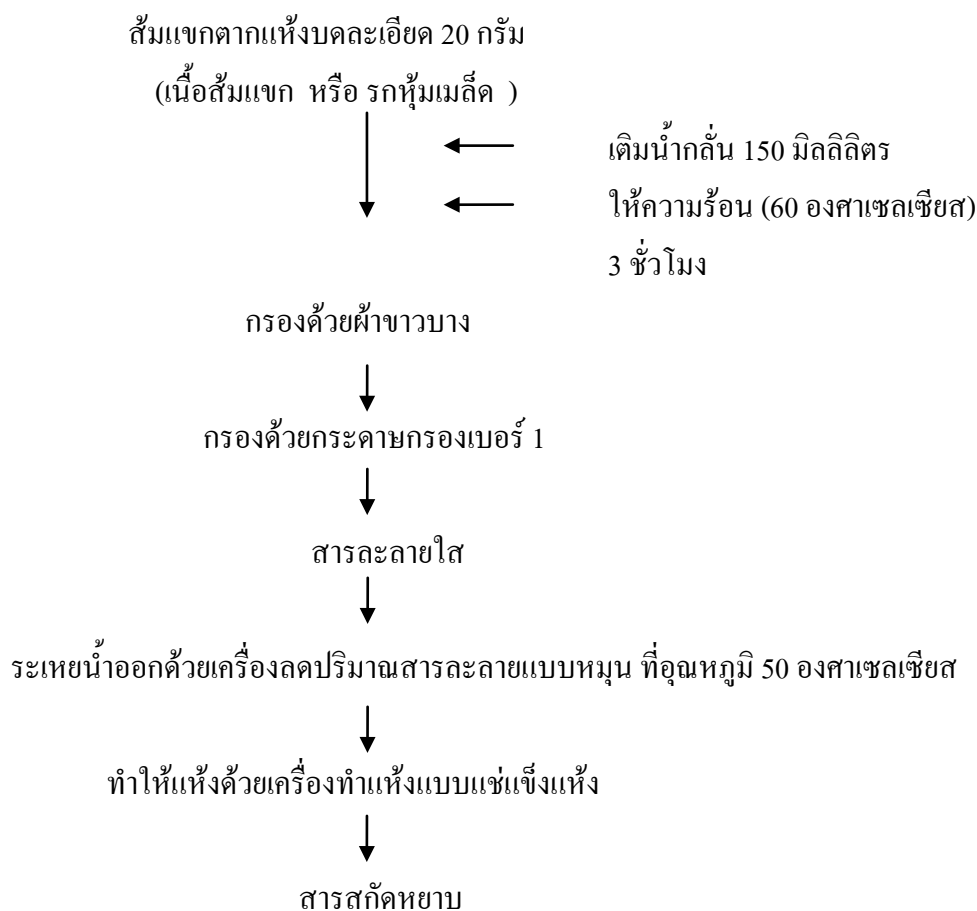 ส้มแขกตากแห้งบดละเอียด 20 กรัม
(เนื้อส้มแขก หรือ รกหุ้มเมล็ด )
เติมน้ำกลั่น 150 มิลลิลิตร
ให้ความร้อน (60 องศาเซลเซียส)
3 ชั่วโมง
กรองด้วยผ้าขาวบาง
กรองด้วยกระดาษกรองเบอร์ 1
สารละลายใส
ระเหยน้ำออกด้วยเครื่องลดปริมาณสารละลายแบบหมุน ที่อุณหภูมิ 50 องศาเซลเซียส
ทำให้แห้งด้วยเครื่องทำแห้งแบบแช่แข็งแห้ง
สารสกัดหยาบ